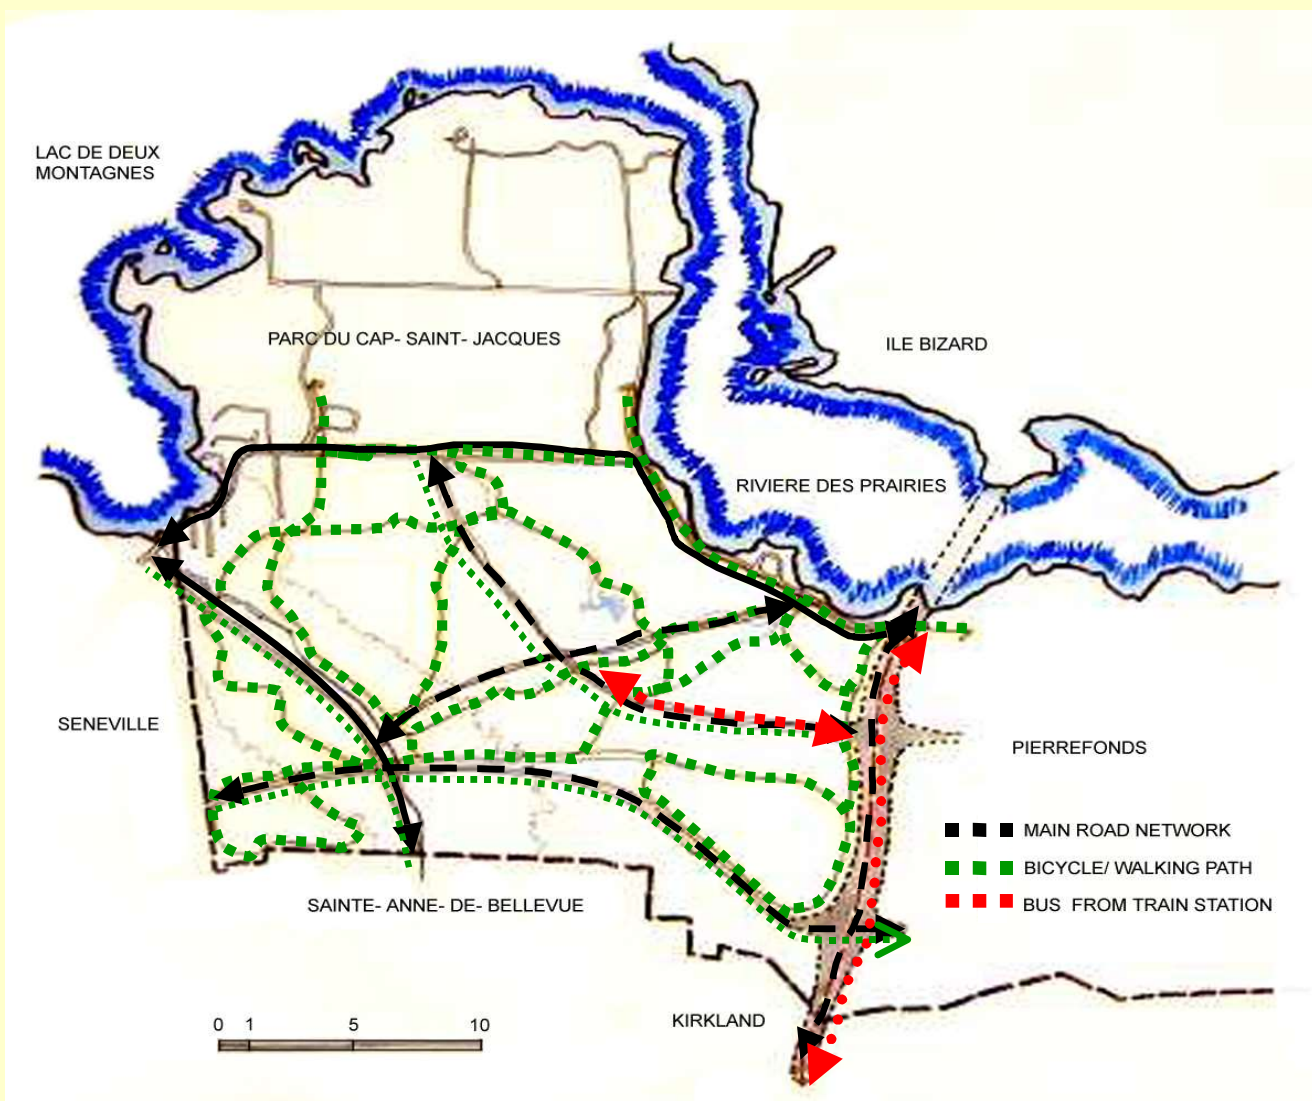 LAC DE DEUX
MONTAGNES
PARC DU CAP- SAINT- JACQUES
ILE BIZARD
RIVIERE DES PRAIRIES
SENEVILLE
PIERREFONDS
MAIN ROAD NETWORK
BICYCLE/ WALKING PATH
BUS FROM TRAIN STATION
SAINTE- ANNE- DE- BELLEVUE
KIRKLAND
0 1 5 10